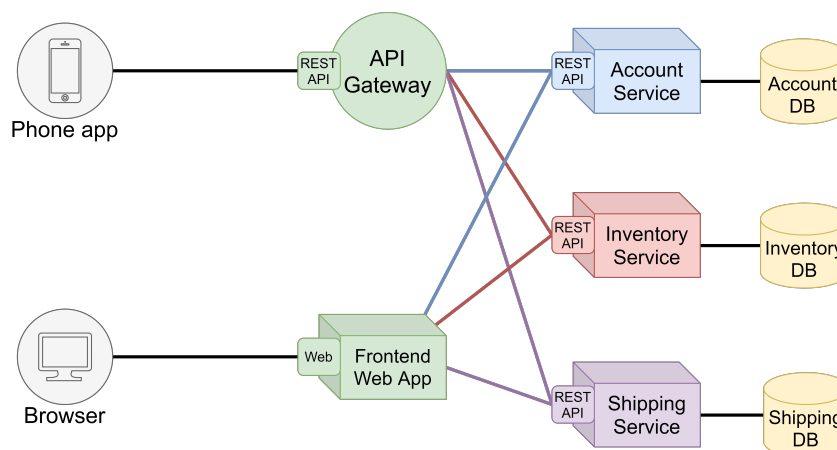 Phone app
REST
API
API
Gateway
REST
API
Account
Service
Account
DB
REST
API
Inventory
Service
Inventory
DB
Browser
Web
Frontend
Web App
REST
API
Shipping
Service
Shipping
DB